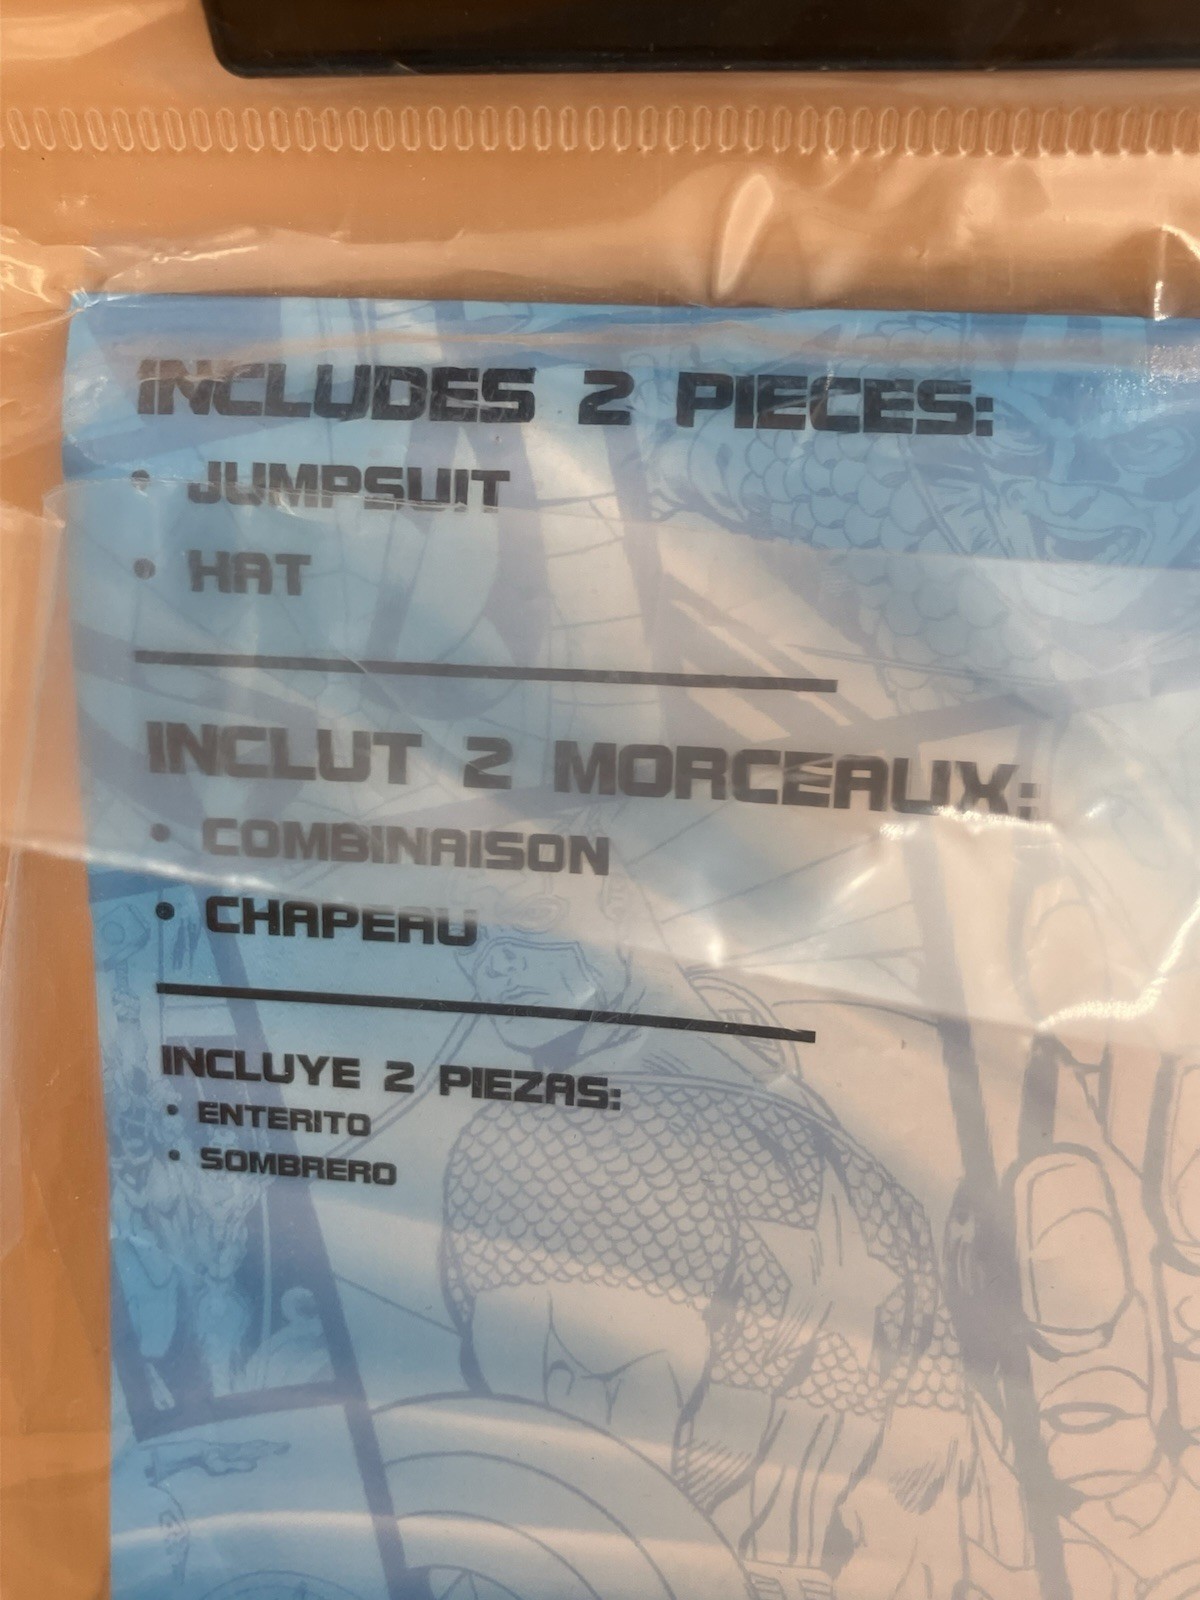 INCLUDES 2 PIECES:
• JUMPSUIT
• HAT
INCLUT 2 MORCEAUX:
• COMBINAISON
• CHAPEAU
INCLUYE 2 PIEZAS:
• ENTERITO
• SOMBRERO